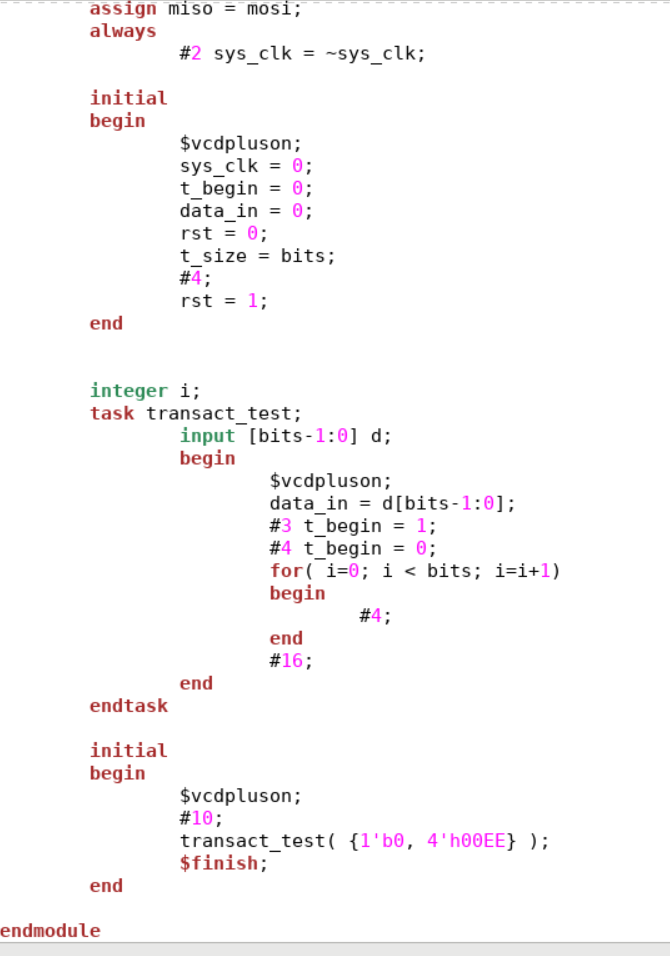 assign miso = mosi;
always
#2 sys_clk = ~sys_clk;
initial
begin
$vcdpluson;
sys_clk = 0;
t_begin = 0;
data_in = 0;
rst = 0;
t_size = bits;
#4;
rst = 1;
end
integer i;
task transact_test;
input [bits-1:0] d;
begin
$vcdpluson;
data_in = d[bits-1:0];
#3 t_begin = 1;
#4 t_begin = 0;
for( i=0; i < bits; i=i+1)
begin
#4;
end
#16;
end
endtask
initial
begin
$vcdpluson;
#10;
transact_test( {1'b0, 4'h00EE} );
$finish;
end
endmodule